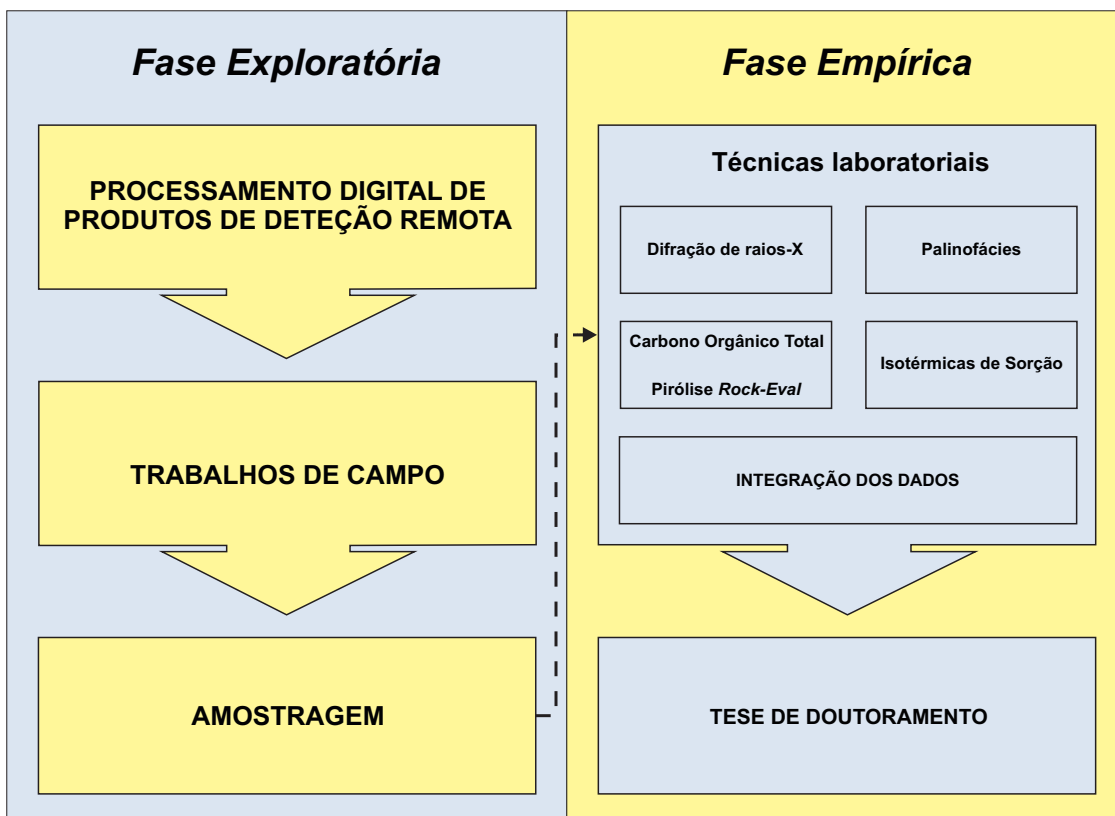 Fase Exploratória
PROCESSAMENTO DIGITAL DE
PRODUTOS DE DETEÇÃO REMOTA
TRABALHOS DE CAMPO
AMOSTRAGEM
Fase Empírica
Técnicas laboratoriais
Difração de raios-X
Palinofácies
Carbono Orgânico Total
Pirólise Rock-Eval
Isotérmicas de Sorção
INTEGRAÇÃO DOS DADOS
TESE DE DOUTORAMENTO